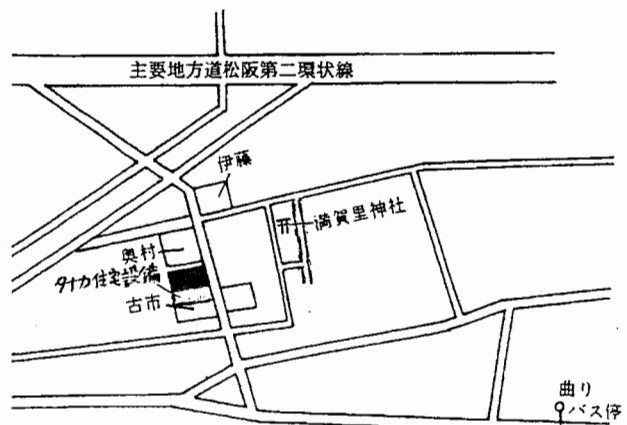 主要地方道松阪第二環状線
伊藤
満賀里神社
奥村
タナカ住宅設備
古市
曲り
バス停